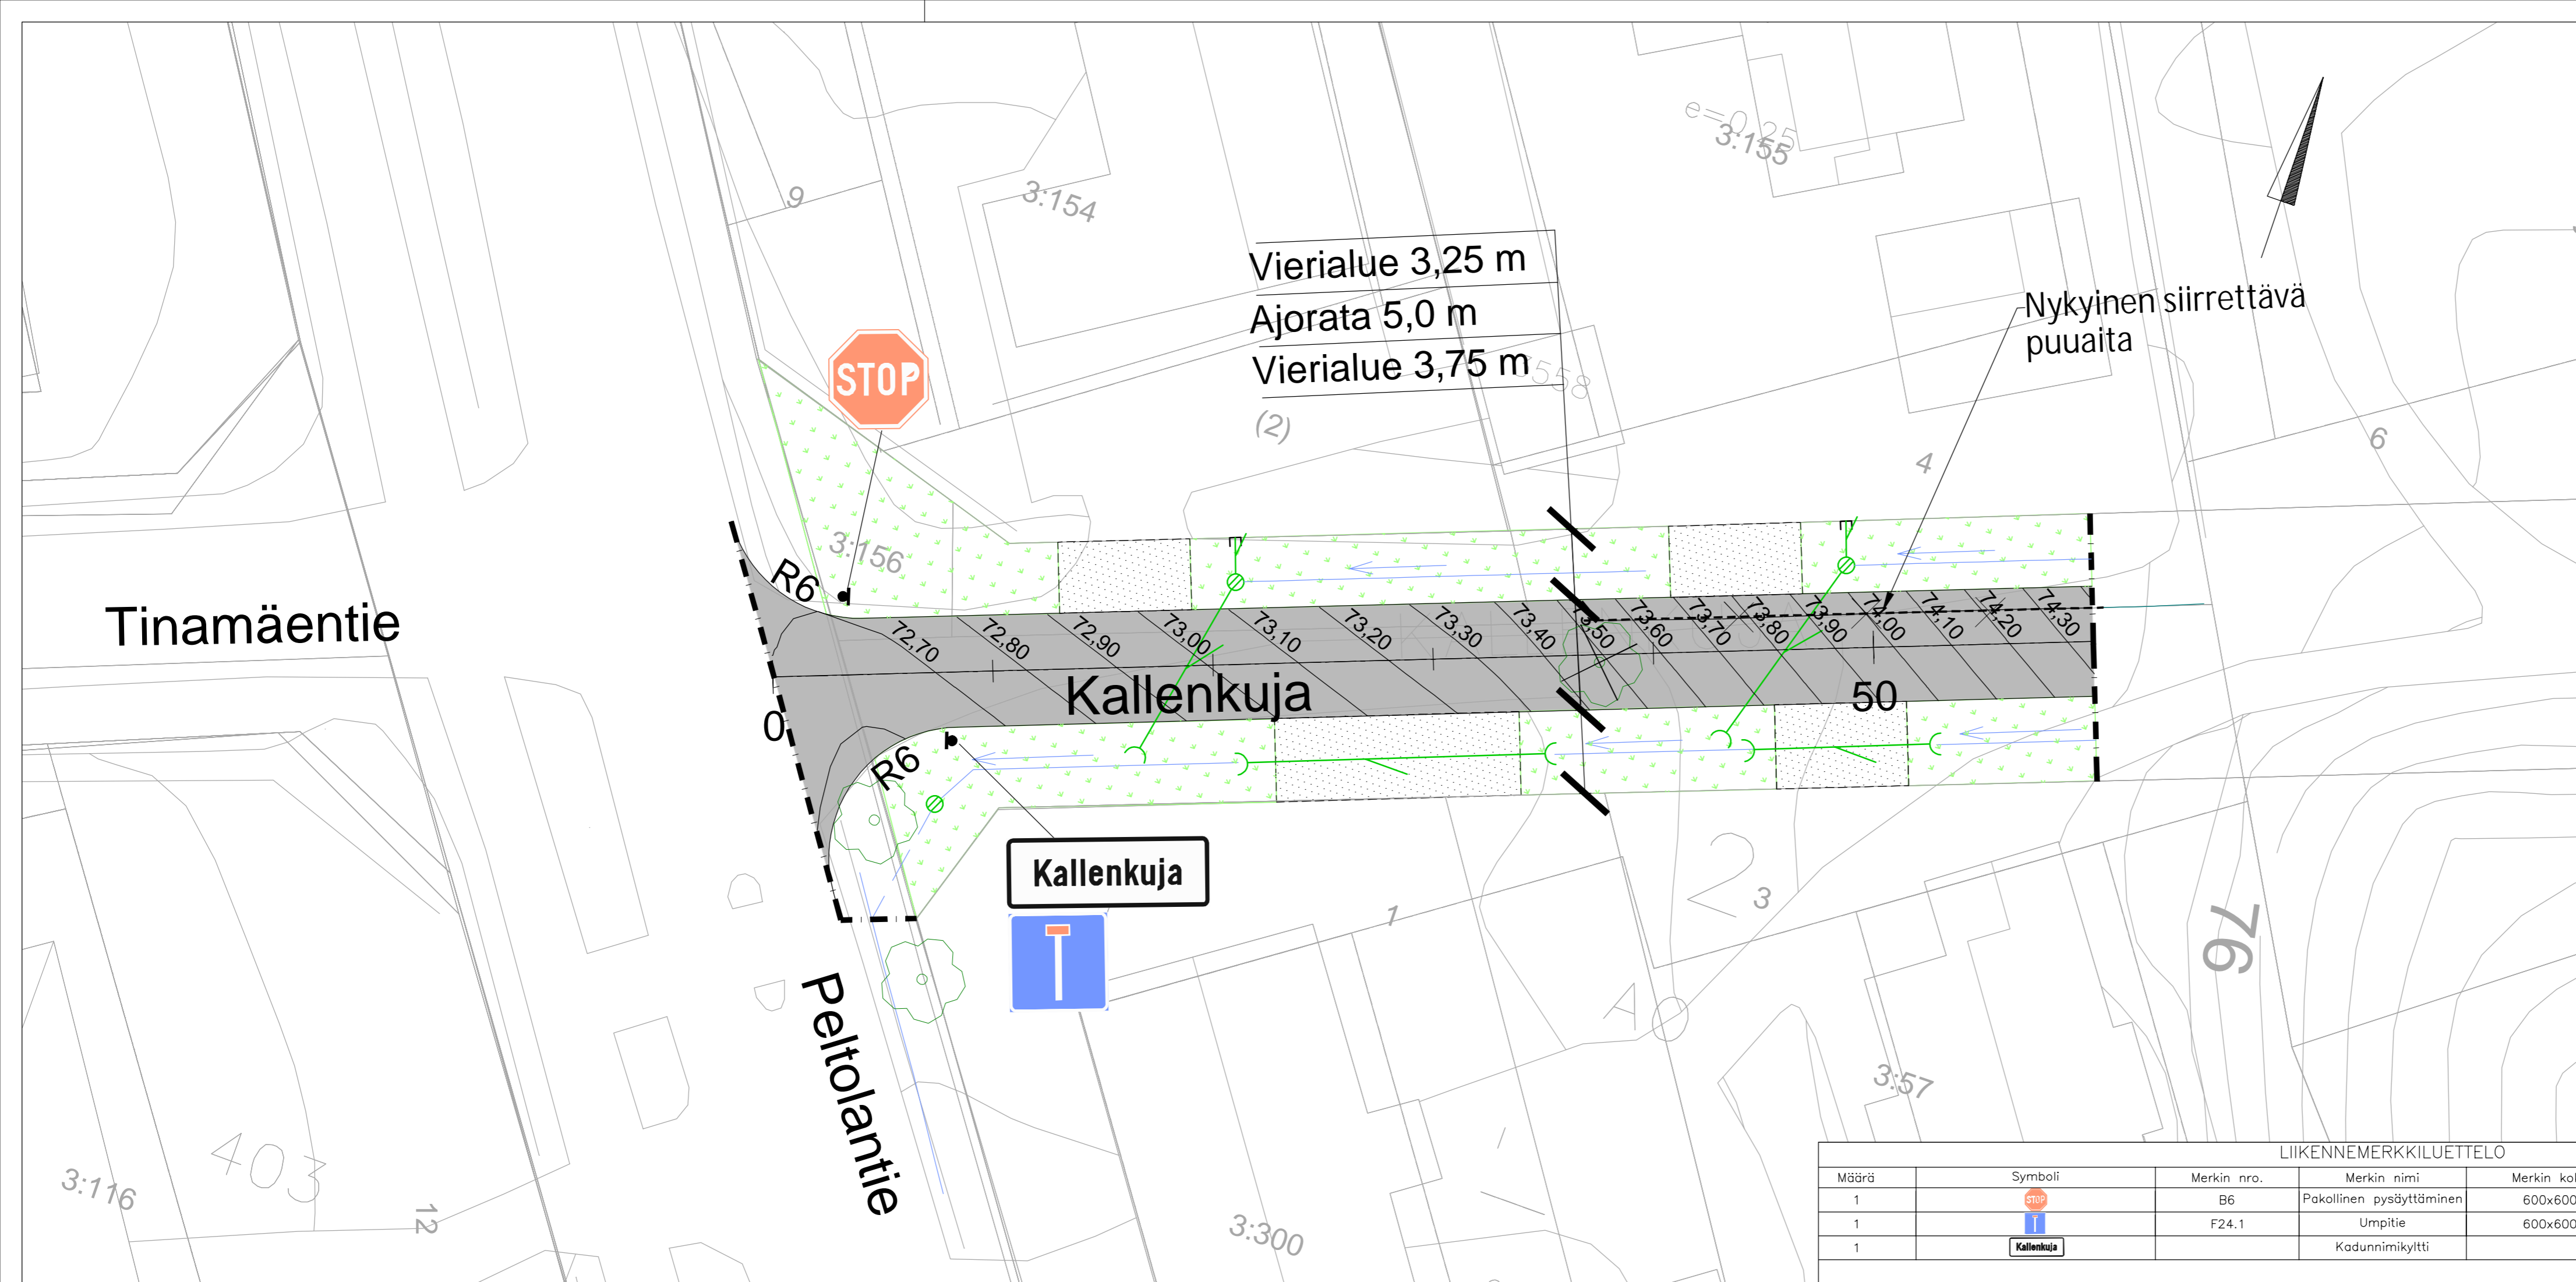 e=0.25
3:155
9
3:154
Vierialue 3,25 m
Ajorata 5,0 m
Vierialue 3,75 m
(2)
Nykyinen siirrettävä
puuaita
STOP
4
6
3:156
R6
Tinamäentie
72,70
72,80
72,90
73,00
73,10
73,20
73,30
73,40
73,50
73,60
73,70
73,80
73,90
74,00
74,10
74,20
74,30
Kallenkuja
50
0
R6
Kallenkuja
1
2
3
76
AO
Peltolantie
3:57
403
3:116
12
3:300
LIIKENNEMERKKILUETTELO
Määrä Symboli Merkin nro. Merkin nimi
1 STOP B6 Pakollinen pysäyttäminen 600x600
1 F24.1 Umpitie 600x600
1 Kallenkuja Kadunnimikyltti